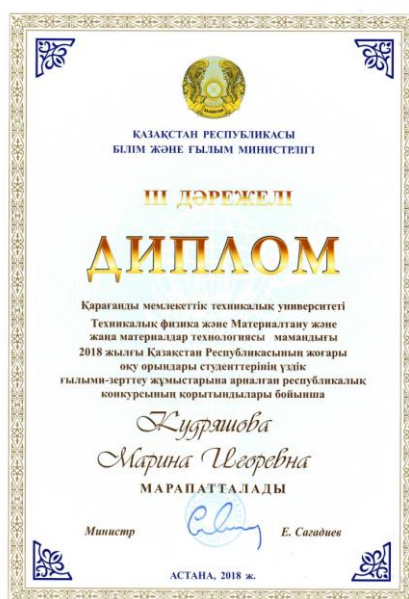 ҚАЗАҚСТАН РЕСПУБЛИКАСЫ
БІЛІМ ЖӘНЕ ҒЫЛЫМ МИНИСТРЛІГІ
ІІІ ДӘРЕЖЕЛІ
ДИПЛОМ
Қарағанды мемлекеттік техникалық университеті
Техникалық физика және Материалтану және
жаңа материалдар технологиясы мамандығы
2018 жылғы Қазақстан Республикасының жоғары
оқу орындары студенттерінің үздік
ғылыми-зерттеу жұмыстарына арналған республикалық
конкурсының қорытындылары бойынша
Кудряшова
Марина Игоревна
МАРАПАТТАЛАДЫ
Министр Е. Сагадиев
АСТАНА, 2018 ж.